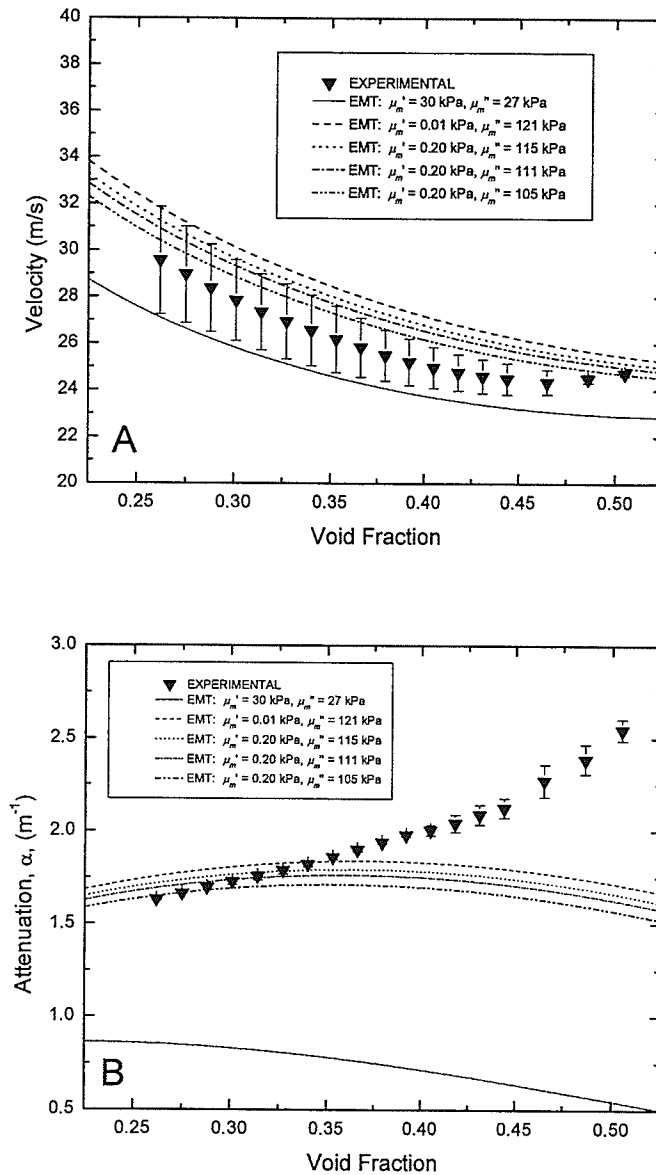 40
38
36
34
32
30
28
26
24
22
20
Velocity (m/s)
EXPERIMENTAL
EMT: μm' = 30 kPa, μm" = 27 kPa
EMT: μm' = 0.01 kPa, μm" = 121 kPa
EMT: μm' = 0.20 kPa, μm" = 115 kPa
EMT: μm' = 0.20 kPa, μm" = 111 kPa
EMT: μm' = 0.20 kPa, μm" = 105 kPa
A
0.25 0.30 0.35 0.40 0.45 0.50
Void Fraction
3.0
2.5
2.0
1.5
1.0
0.5
Attenuation, α, (m⁻¹)
EXPERIMENTAL
EMT: μm' = 30 kPa, μm" = 27 kPa
EMT: μm' = 0.01 kPa, μm" = 121 kPa
EMT: μm' = 0.20 kPa, μm" = 115 kPa
EMT: μm' = 0.20 kPa, μm" = 111 kPa
EMT: μm' = 0.20 kPa, μm" = 105 kPa
B
0.25 0.30 0.35 0.40 0.45 0.50
Void Fraction